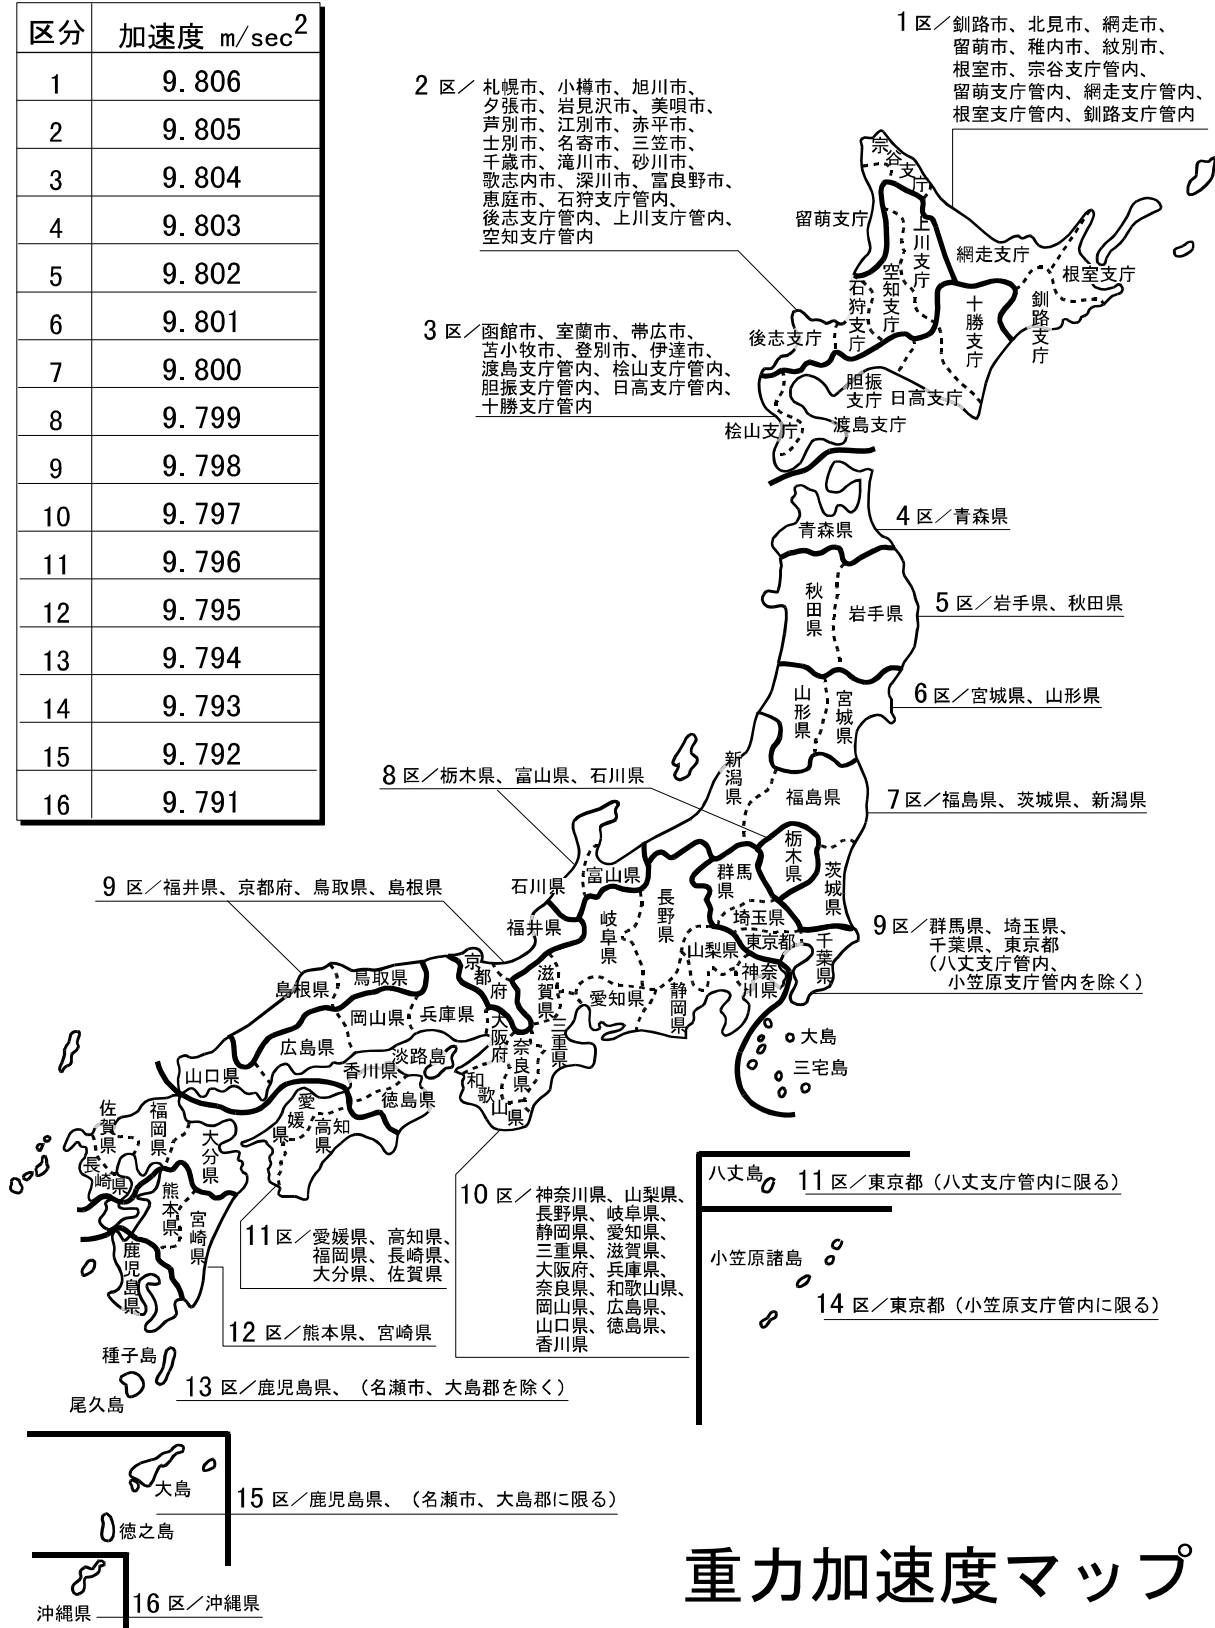 区分 加速度 m/sec²
1 9.806
2 9.805
3 9.804
4 9.803
5 9.802
6 9.801
7 9.800
8 9.799
9 9.798
10 9.797
11 9.796
12 9.795
13 9.794
14 9.793
15 9.792
16 9.791
1区/釧路市、北見市、網走市、
留萌市、稚内市、紋別市、
根室市、宗谷支庁管内、
留萌支庁管内、網走支庁管内、
根室支庁管内、釧路支庁管内
2 区/札幌市、小樽市、旭川市、
夕張市、岩見沢市、美唄市、
芦別市、江別市、赤平市、
士別市、名寄市、三笠市、
千歳市、滝川市、砂川市、
歌志内市、深川市、富良野市、
恵庭市、石狩支庁管内、
後志支庁管内、上川支庁管内、
空知支庁管内
3 区/函館市、室蘭市、帯広市、
苫小牧市、登別市、伊達市、
渡島支庁管内、桧山支庁管内、
胆振支庁管内、日高支庁管内、
十勝支庁管内
宗谷支庁
留萌支庁
上川支庁
網走支庁
根室支庁
空知支庁
石狩支庁
十勝支庁
釧路支庁
後志支庁
胆振
支庁
日高支庁
渡島支庁
桧山支庁
青森県
4 区/青森県
秋田県
岩手県
5 区/岩手県、秋田県
山形県
宮城県
6 区/宮城県、山形県
新潟県
福島県
7区/福島県、茨城県、新潟県
8区/栃木県、富山県、石川県
栃木県
茨城県
群馬
県
富山県
石川県
9 区/福井県、京都府、鳥取県、島根県
福井県
岐阜県
長野県
埼玉県
東京都
千葉県
9 区/群馬県、埼玉県、
千葉県、東京都
(八丈支庁管内、
小笠原支庁管内を除く)
山梨県
神奈
川県
静岡県
愛知県
滋賀県
京都府
鳥取県
島根県
岡山県
兵庫県
大阪府
奈良県
三重県
広島県
山口県
淡路島
香川県
徳島県
和歌山県
愛媛県
高知
県
大島
三宅島
佐賀県
福岡県
大分県
長崎県
熊本県
宮崎県
鹿児島県
八丈島
11区/東京都(八丈支庁管内に限る)
小笠原諸島
14 区/東京都(小笠原支庁管内に限る)
10 区/神奈川県、山梨県、
長野県、岐阜県、
静岡県、愛知県、
三重県、滋賀県、
大阪府、兵庫県、
奈良県、和歌山県、
岡山県、広島県、
山口県、徳島県、
香川県
11区/愛媛県、高知県、
福岡県、長崎県、
大分県、佐賀県
12 区/熊本県、宮崎県
種子島
尾久島
13 区/鹿児島県、(名瀬市、大島郡を除く)
大島
15 区/鹿児島県、(名瀬市、大島郡に限る)
徳之島
沖縄県
16 区/沖縄県
重力加速度マップ